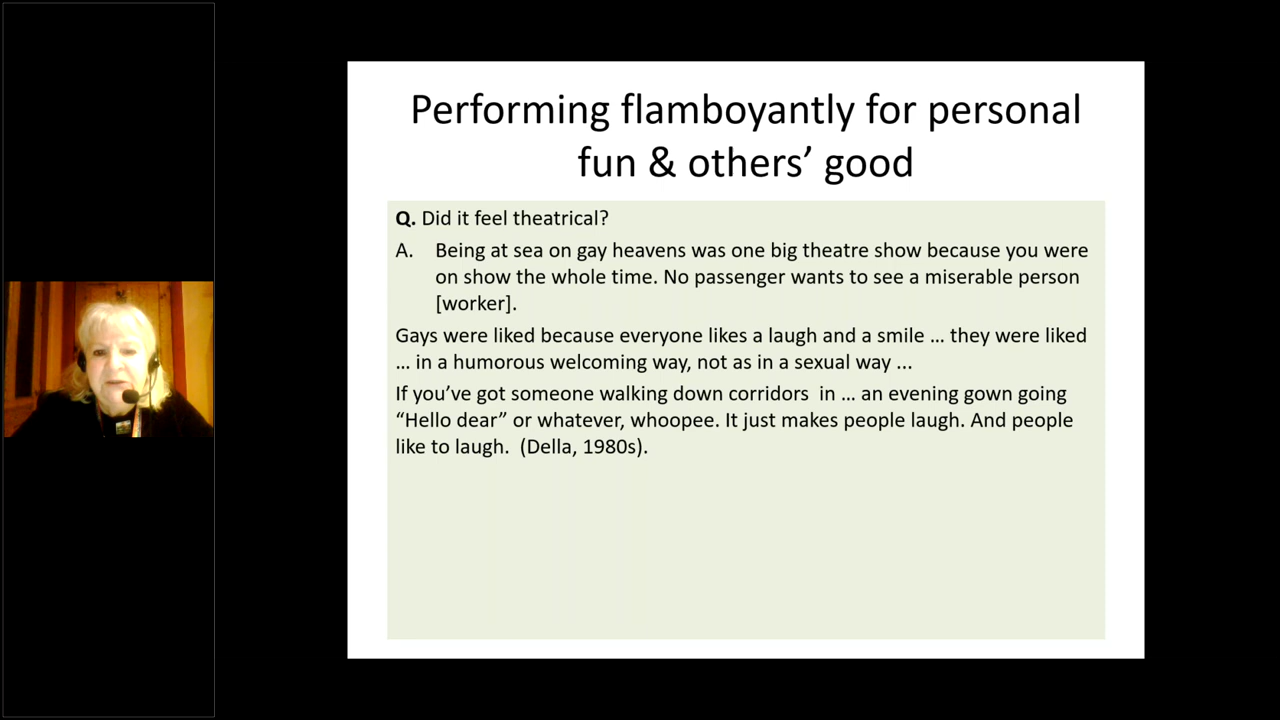 Performing flamboyantly for personal
fun & others’ good
Q. Did it feel theatrical?
A. Being at sea on gay heavens was one big theatre show because you were
on show the whole time. No passenger wants to see a miserable person
[worker].
Gays were liked because everyone likes a laugh and a smile … they were liked
… in a humorous welcoming way, not as in a sexual way ...
If you’ve got someone walking down corridors in … an evening gown going
“Hello dear” or whatever, whoopee. It just makes people laugh. And people
like to laugh. (Della, 1980s).